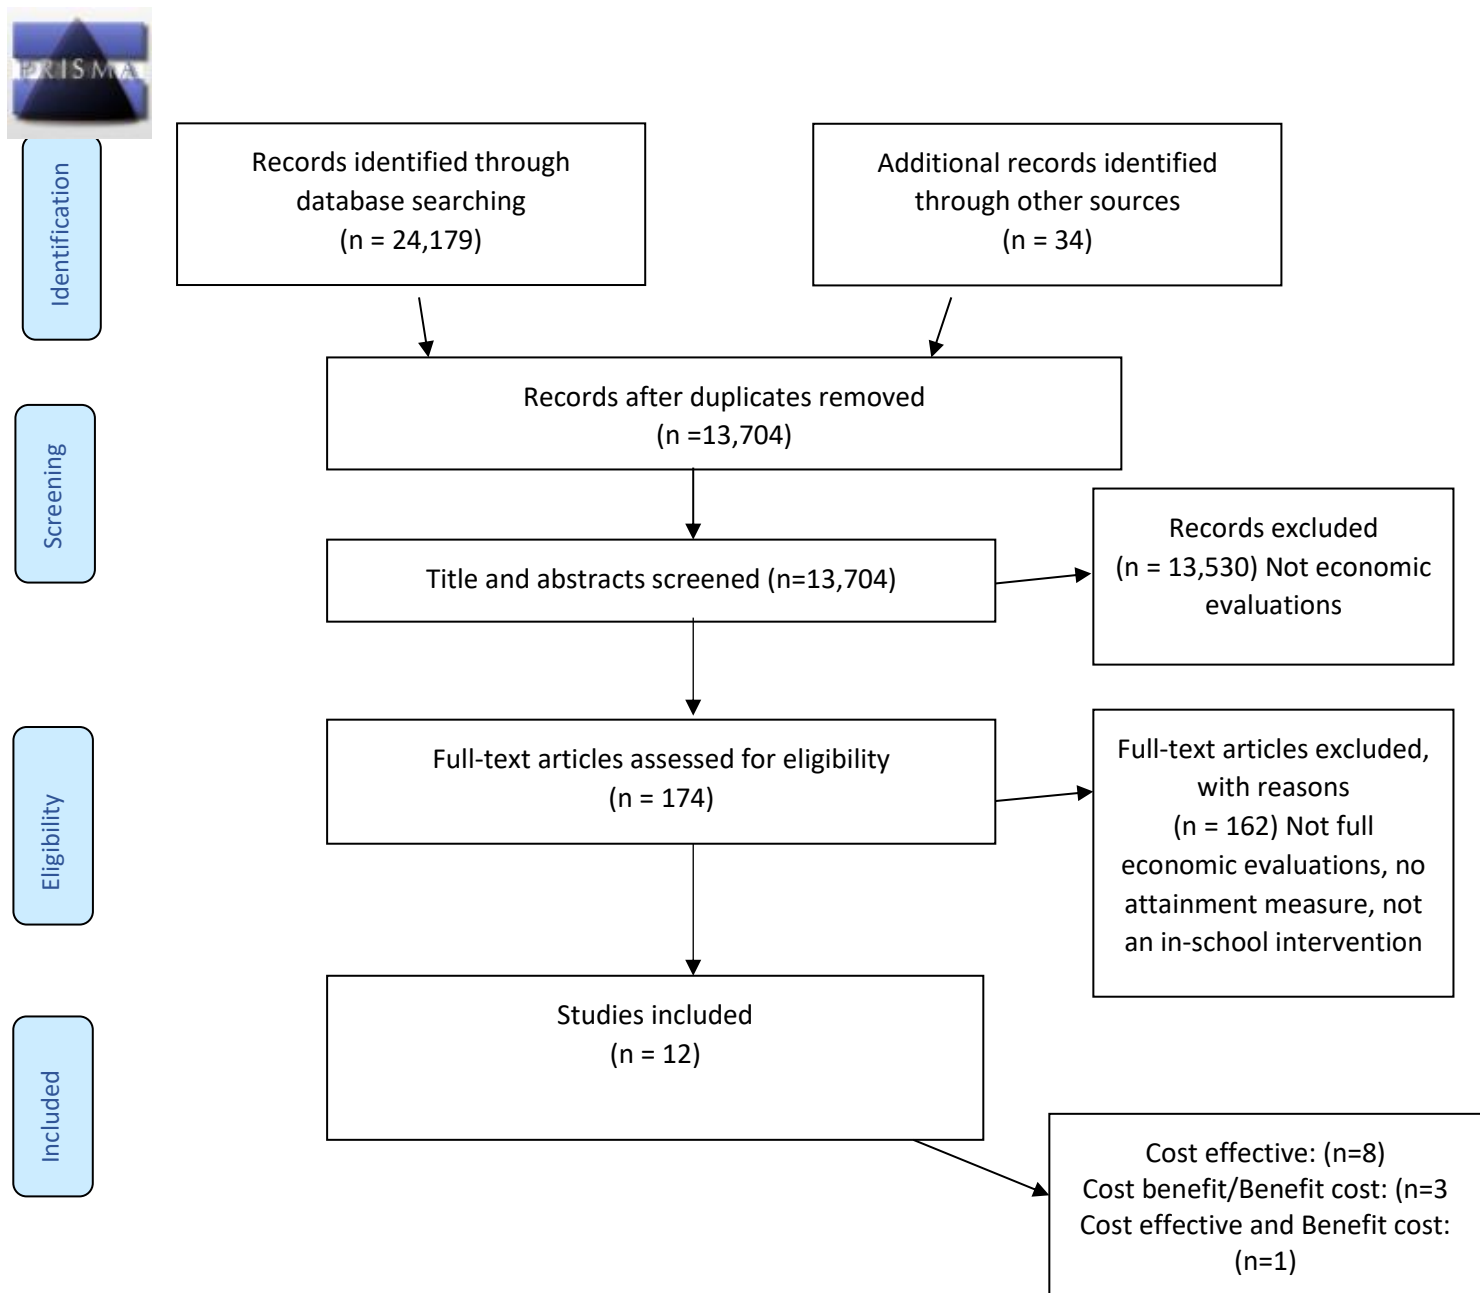 PRISMA
Identification
Records identified through
database searching
(n = 24,179)
Additional records identified
through other sources
(n = 34)
Records after duplicates removed
(n =13,704)
Screening
Title and abstracts screened (n=13,704)
Records excluded
(n = 13,530) Not economic
evaluations
Eligibility
Full-text articles assessed for eligibility
(n = 174)
Full-text articles excluded,
with reasons
(n = 162) Not full
economic evaluations, no
attainment measure, not
an in-school intervention
Included
Studies included
(n = 12)
Cost effective: (n=8)
Cost benefit/Benefit cost: (n=3
Cost effective and Benefit cost:
(n=1)